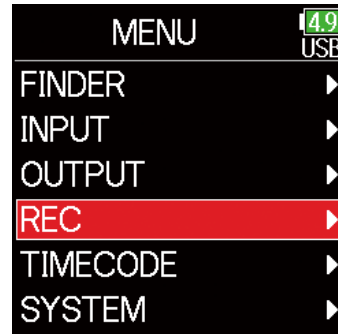 MENU
4.9
USB
FINDER
INPUT
OUTPUT
REC
TIMECODE
SYSTEM